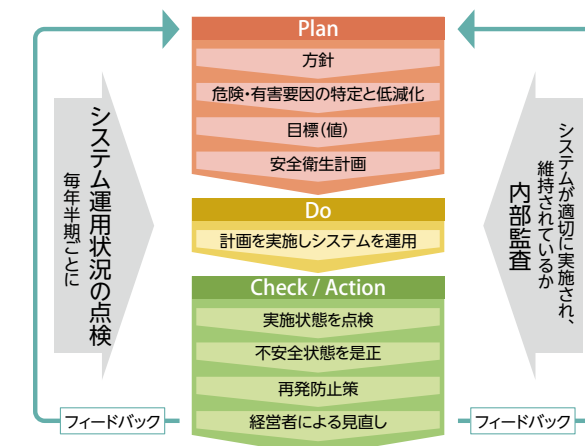 Plan
方針
危険・有害要因の特定と低減化
目標(値)
安全衛生計画
Do
計画を実施しシステムを運用
Check / Action
実施状態を点検
不安全状態を是正
再発防止策
経営者による見直し
システム運用状況の点検
毎年半期ごとに
システムが適切に実施され、
維持されているか
内部監査
フィードバック
フィードバック